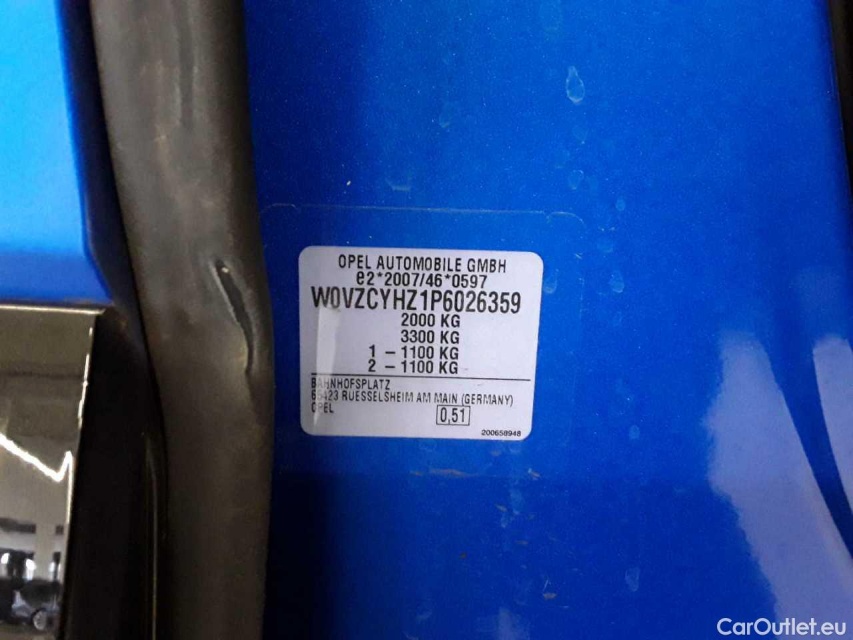 OPEL AUTOMOBILE GMBH
e2*2007/46*0597
W0VZCYHZ1P6026359
2000 KG
3300 KG
1 – 1100 KG
2 – 1100 KG
BAHNHOFSPLATZ
65423 RUESSELSHEIM AM MAIN (GERMANY)
OPEL
0,51
200658948
CarOutlet.eu